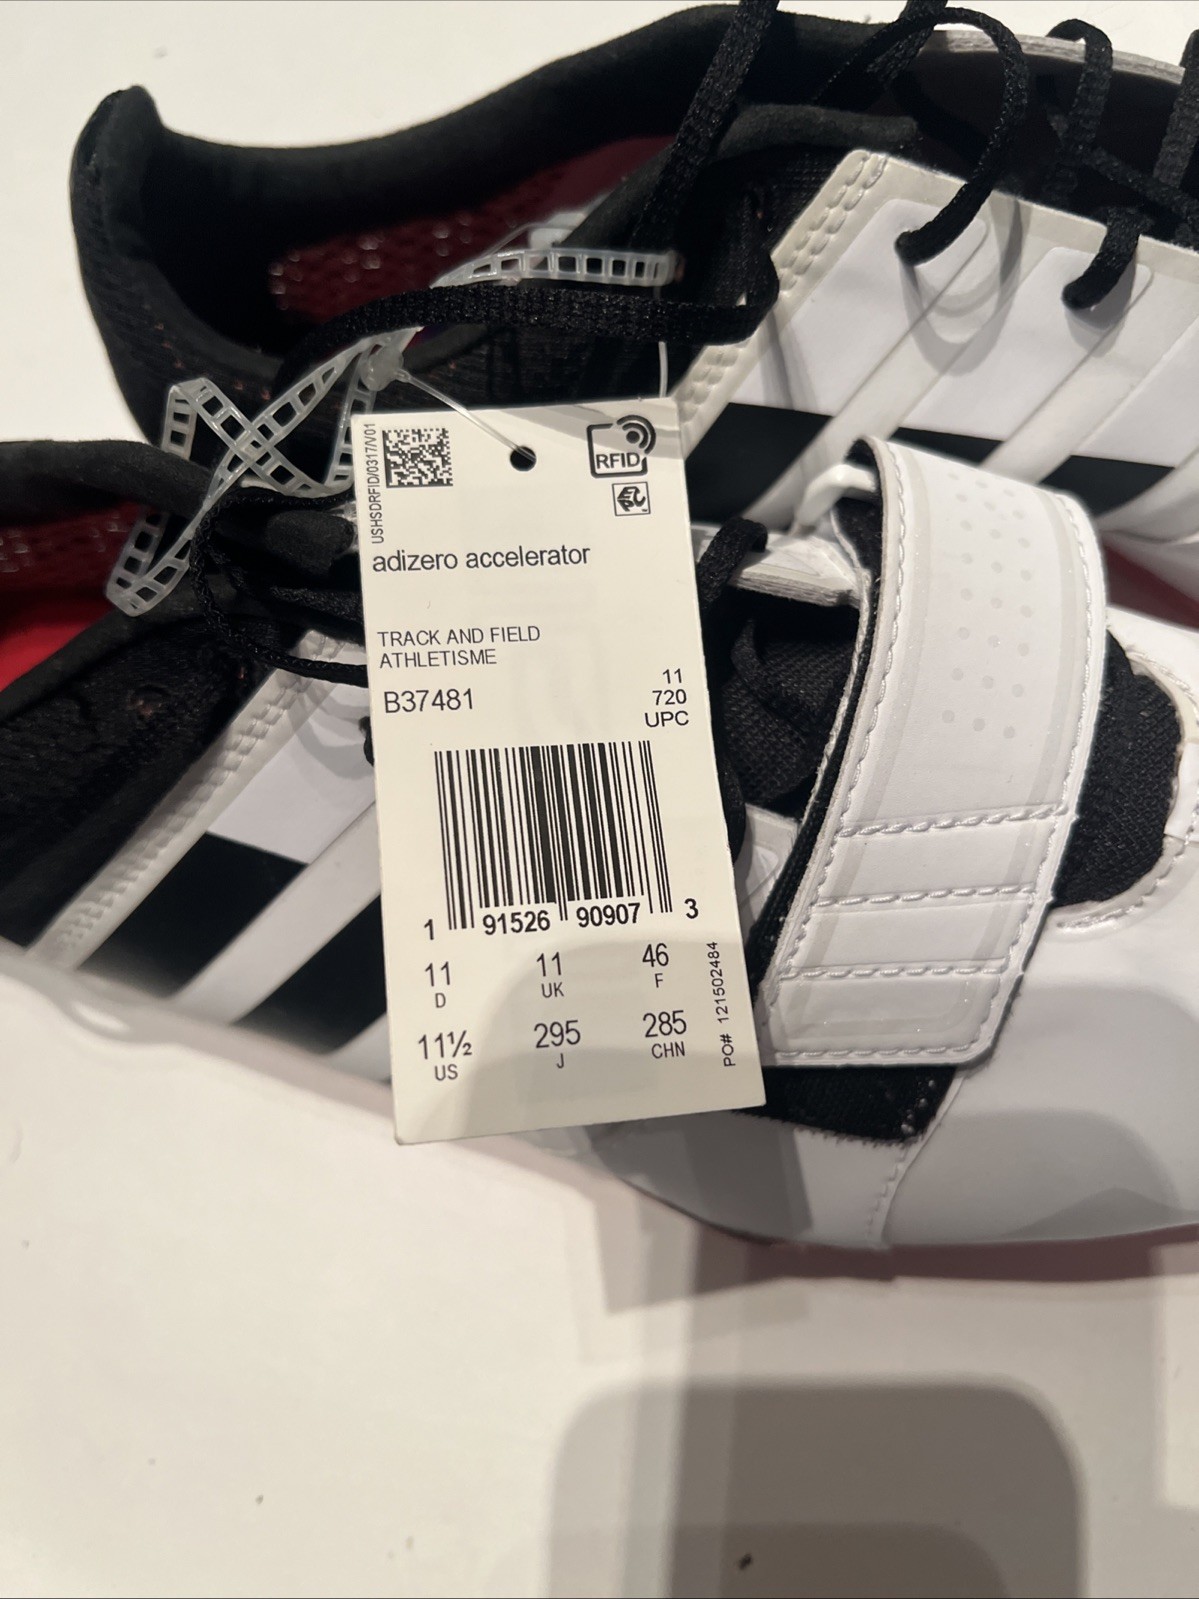 USHSDRFID/0317/V01
RFID
adizero accelerator
TRACK AND FIELD
ATHLETISME
B37481
11
720
UPC
1 91526 90907 3
11 11 46
D UK F
11½ 295 285
US J CHN
PO# 121502484